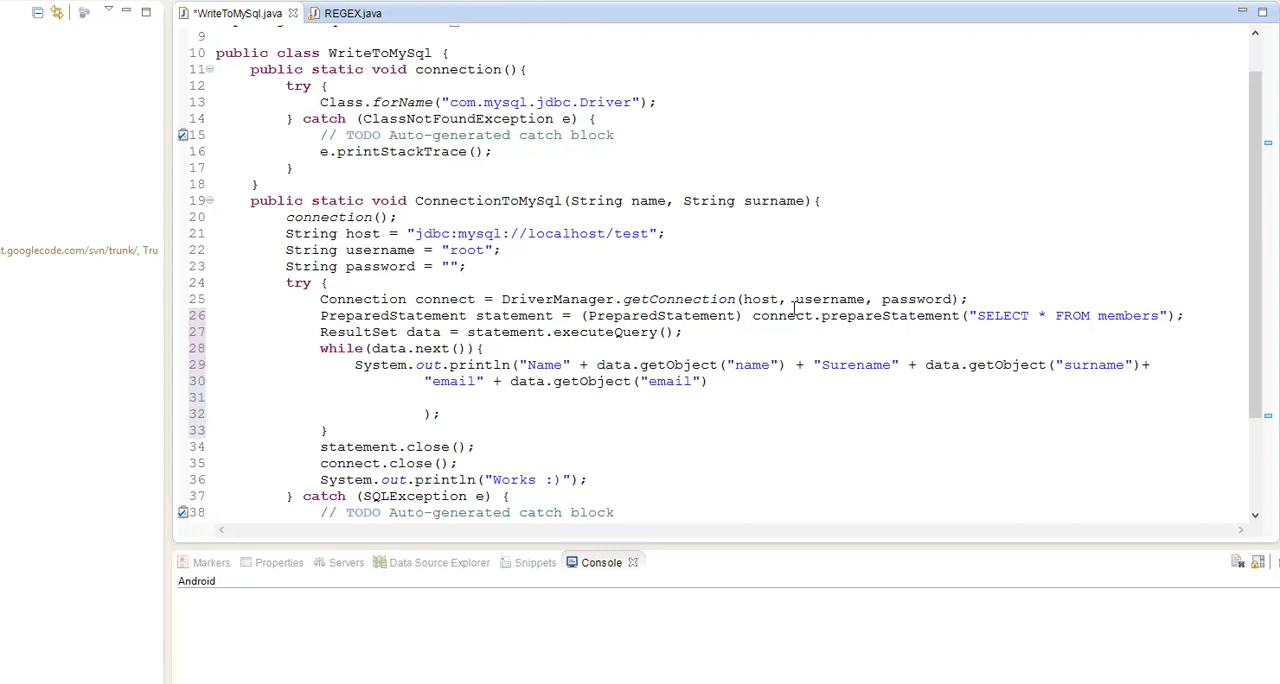 *WriteToMySql.java REGEX.java
9
10 public class WriteToMySql {
11 public static void connection(){
12 try {
13 Class.forName("com.mysql.jdbc.Driver");
14 } catch (ClassNotFoundException e) {
15 // TODO Auto-generated catch block
16 e.printStackTrace();
17 }
18 }
19 public static void ConnectionToMySql(String name, String surname){
20 connection();
21 String host = "jdbc:mysql://localhost/test";
22 String username = "root";
t.googlecode.com/svn/trunk/, Tru
23 String password = "";
24 try {
25 Connection connect = DriverManager.getConnection(host, username, password);
26 PreparedStatement statement = (PreparedStatement) connect.prepareStatement("SELECT * FROM members");
27 ResultSet data = statement.executeQuery();
28 while(data.next()){
29 System.out.println("Name" + data.getObject("name") + "Surename" + data.getObject("surname")+
30 "email" + data.getObject("email")
31
32 );
33 }
34 statement.close();
35 connect.close();
36 System.out.println("Works :)");
37 } catch (SQLException e) {
38 // TODO Auto-generated catch block
Markers Properties Servers Data Source Explorer Snippets Console
Android